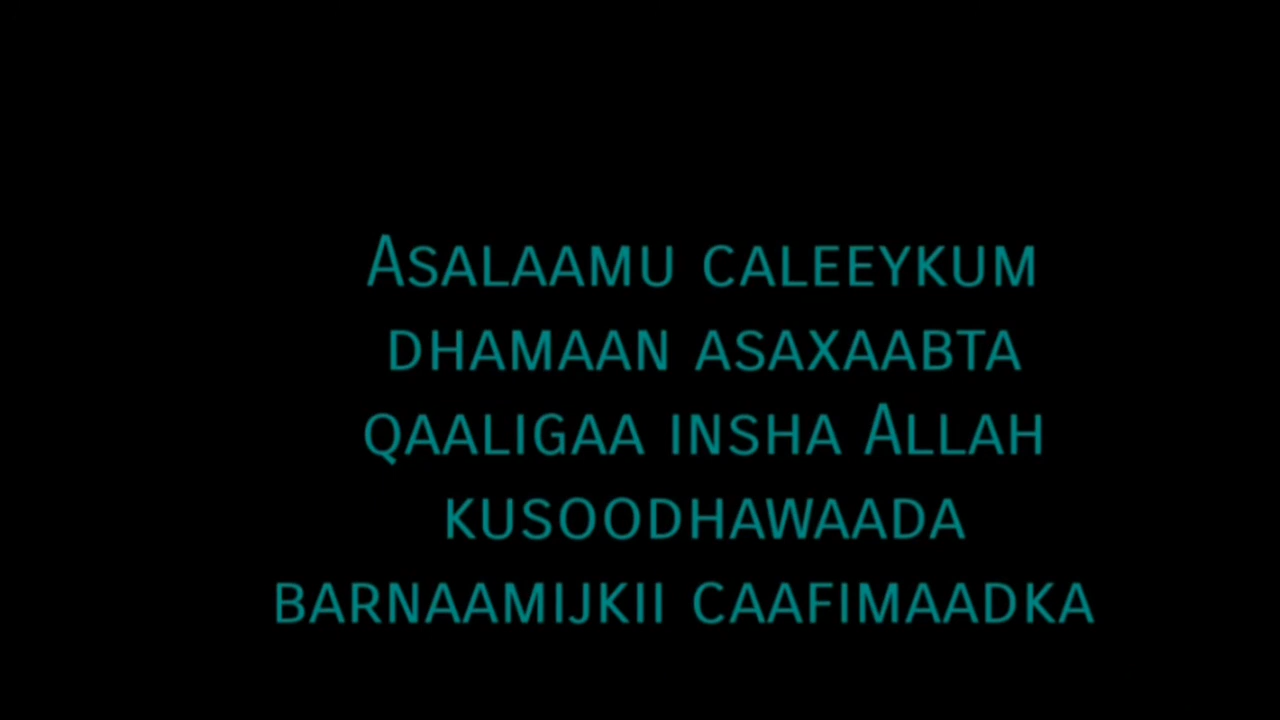 Asalaamu caleeykum
dhamaan asaxaabta
qaaligaa insha Allah
kusoodhawaada
barnaamijkii caafimaadka